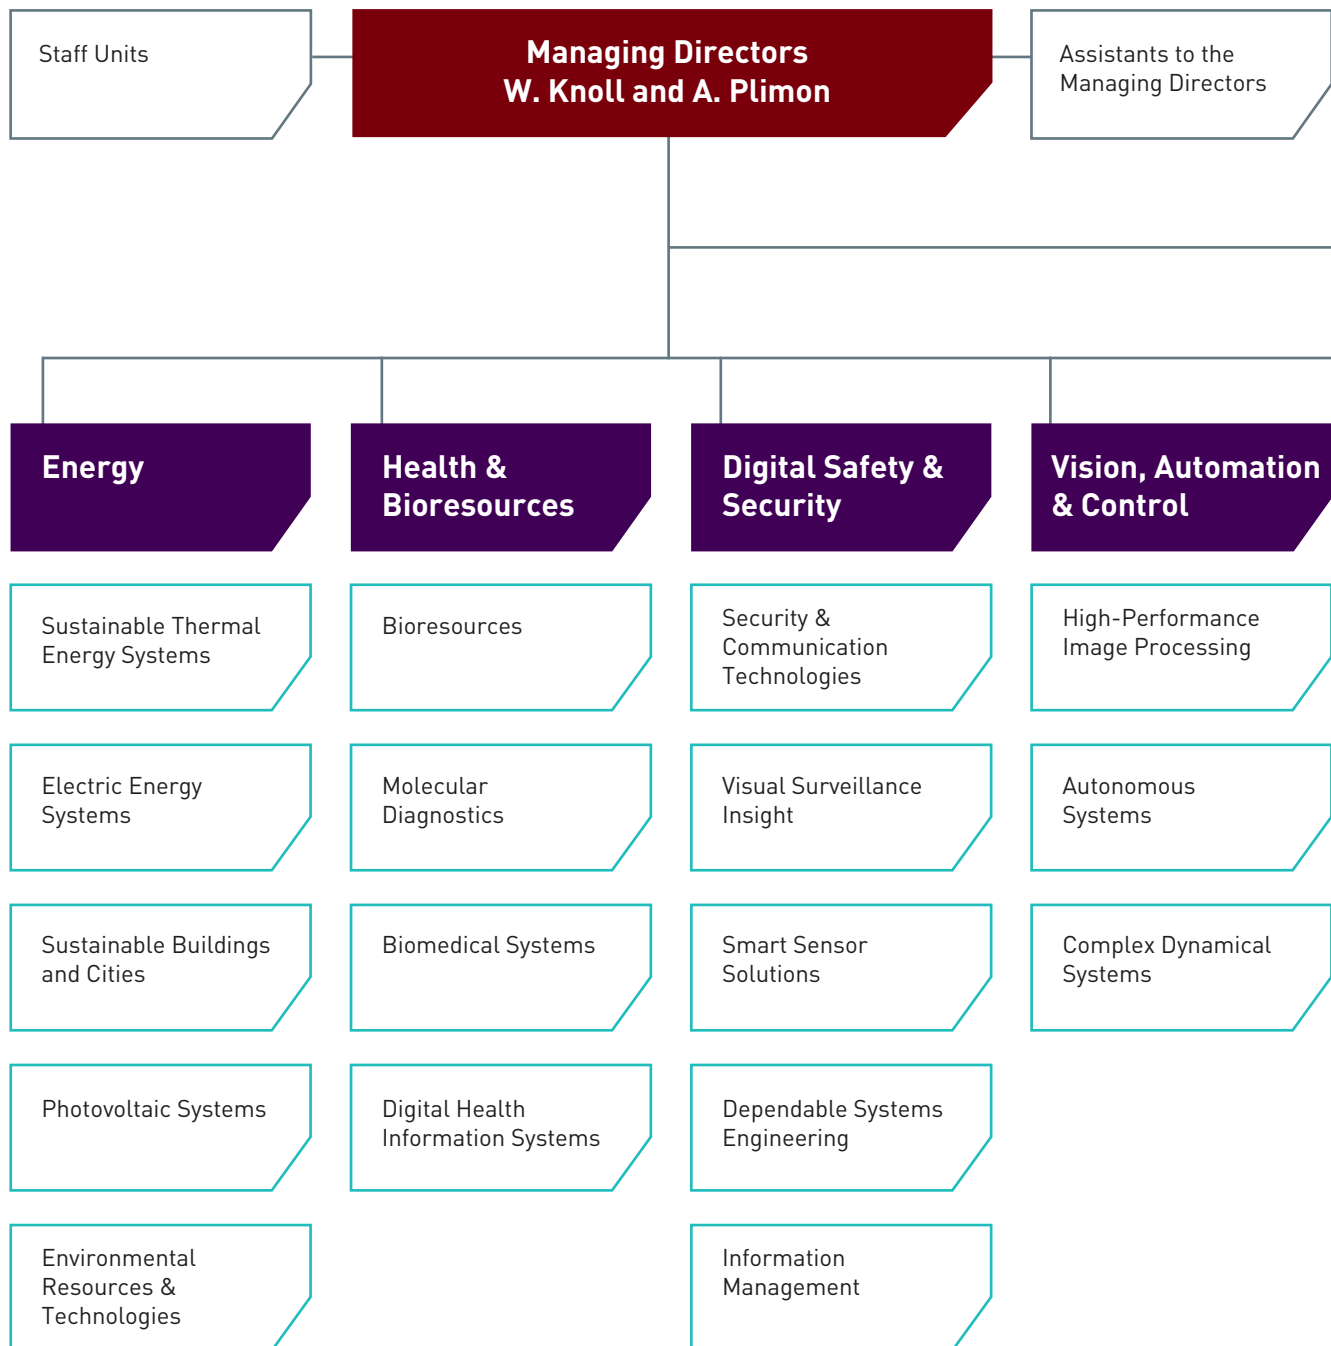 Staff Units
Managing Directors
W. Knoll and A. Plimon
Assistants to the
Managing Directors
Energy
Health &
Bioresources
Digital Safety &
Security
Vision, Automation
& Control
Sustainable Thermal
Energy Systems
Bioresources
Security &
Communication
Technologies
High-Performance
Image Processing
Electric Energy
Systems
Molecular
Diagnostics
Visual Surveillance
Insight
Autonomous
Systems
Sustainable Buildings
and Cities
Biomedical Systems
Smart Sensor
Solutions
Complex Dynamical
Systems
Photovoltaic Systems
Digital Health
Information Systems
Dependable Systems
Engineering
Environmental
Resources &
Technologies
Information
Management